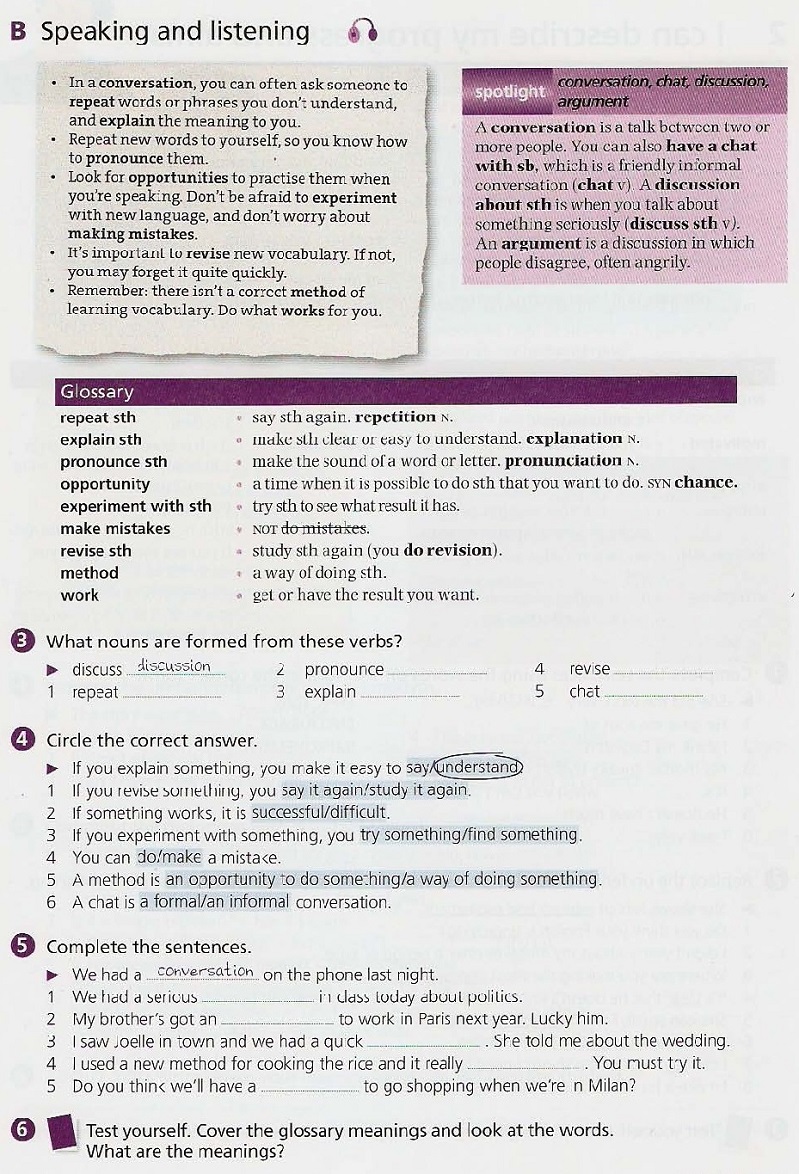 B Speaking and listening
• In a conversation, you can often ask someone to
repeat words or phrases you don't understand,
and explain the meaning to you.
• Repeat new words to yourself, so you know how
to pronounce them.
• Look for opportunities to practise them when
you're speaking. Don't be afraid to experiment
with new language, and don't worry about
making mistakes.
• It's important to revise new vocabulary. If not,
you may forget it quite quickly.
• Remember: there isn't a correct method of
learning vocabulary. Do what works for you.
spotlight conversation, chat, discussion,
argument
A conversation is a talk between two or
more people. You can also have a chat
with sb, which is a friendly informal
conversation (chat v). A discussion
about sth is when you talk about
something seriously (discuss sth v).
An argument is a discussion in which
people disagree, often angrily.
Glossary
repeat sth • say sth again. repetition N.
explain sth • make sth clear or easy to understand. explanation N.
pronounce sth • make the sound of a word or letter. pronunciation N.
opportunity • a time when it is possible to do sth that you want to do. SYN chance.
experiment with sth • try sth to see what result it has.
make mistakes • NOT do mistakes.
revise sth • study sth again (you do revision).
method • a way of doing sth.
work • get or have the result you want.
3 What nouns are formed from these verbs?
▶ discuss discussion 2 pronounce 4 revise
1 repeat 3 explain 5 chat
4 Circle the correct answer.
▶ If you explain something, you make it easy to say/understand
1 If you revise something, you say it again/study it again.
2 If something works, it is successful/difficult.
3 If you experiment with something, you try something/find something.
4 You can do/make a mistake.
5 A method is an opportunity to do something/a way of doing something.
6 A chat is a formal/an informal conversation.
5 Complete the sentences.
▶ We had a conversation on the phone last night.
1 We had a serious in class today about politics.
2 My brother's got an to work in Paris next year. Lucky him.
3 I saw Joelle in town and we had a quick . She told me about the wedding.
4 I used a new method for cooking the rice and it really . You must try it.
5 Do you think we'll have a to go shopping when we're in Milan?
6 Test yourself. Cover the glossary meanings and look at the words.
What are the meanings?